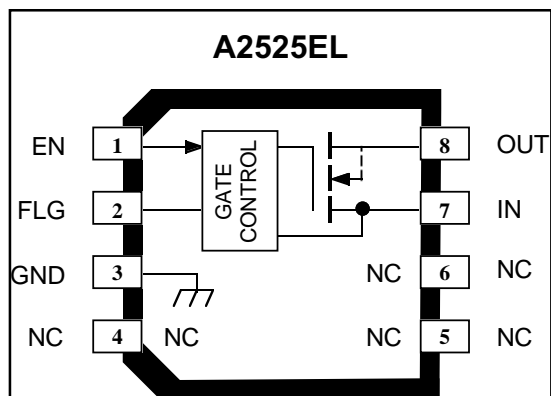 A2525EL
EN 1 8 OUT
GATE CONTROL
FLG 2 7 IN
GND 3 NC 6 NC
NC 4 NC NC 5 NC